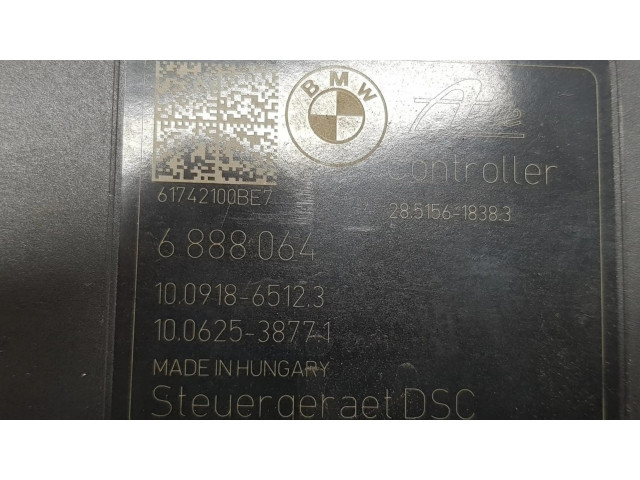 BMW
Ate
Controller
61742100BE7
28.5156-1838.3
6 888 064
10.0918-6512.3
10.0625-3877.1
MADE IN HUNGARY
Steuergeraet DSC